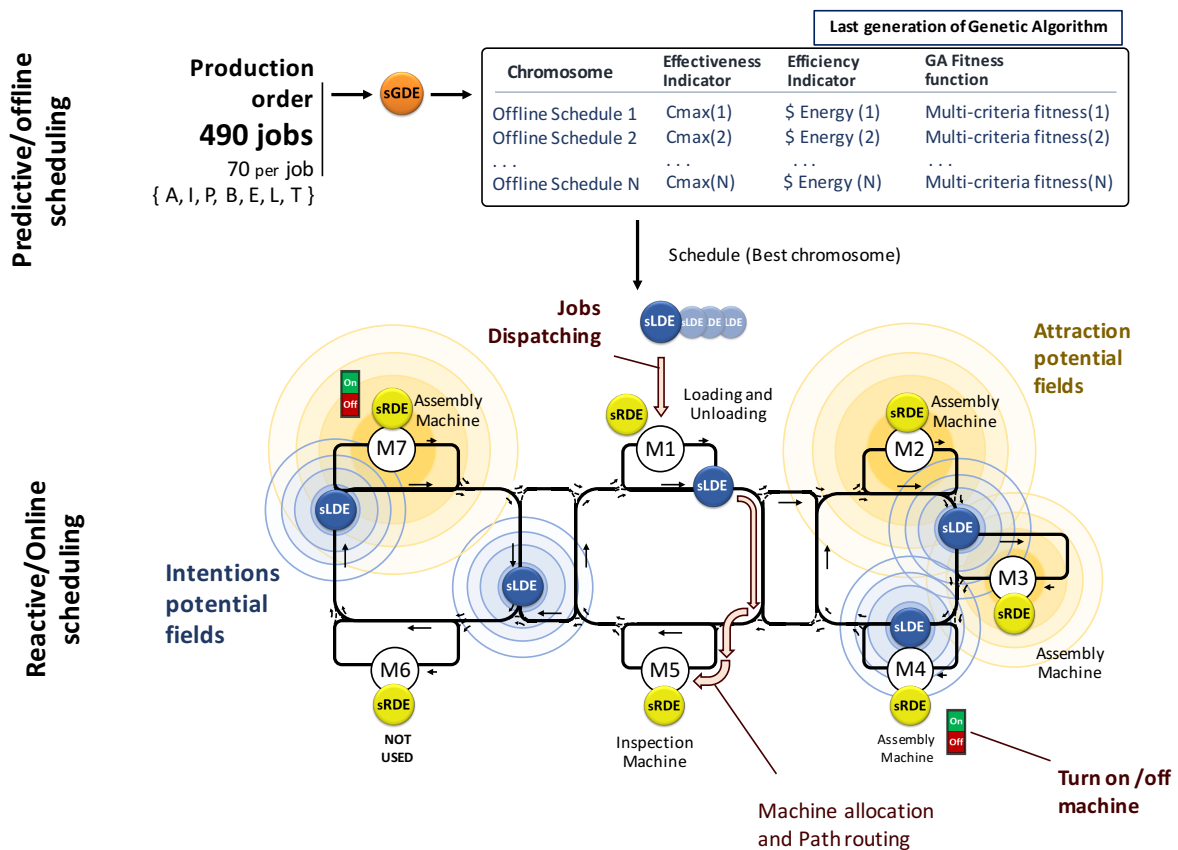 Last generation of Genetic Algorithm
Predictive/offline
scheduling
Production
order
490 jobs
70 per job
{ A, I, P, B, E, L, T }
sGDE
Chromosome
Effectiveness
Indicator
Efficiency
Indicator
GA Fitness
function
Offline Schedule 1 Cmax(1) $ Energy (1) Multi-criteria fitness(1)
Offline Schedule 2 Cmax(2) $ Energy (2) Multi-criteria fitness(2)
. . . . . . . . . . . .
Offline Schedule N Cmax(N) $ Energy (N) Multi-criteria fitness(N)
Schedule (Best chromosome)
Reactive/Online
scheduling
Jobs
Dispatching
sLDE
sLDE
DE
LDE
Attraction
potential
fields
On
Off
sRDE
Assembly
Machine
M7
sRDE
Loading and
Unloading
M1
sRDE
Assembly
Machine
M2
sLDE
sLDE
sLDE
sLDE
Intentions
potential
fields
M3
sRDE
Assembly
Machine
sLDE
M6
sRDE
NOT
USED
M5
sRDE
Inspection
Machine
M4
sRDE
Assembly
Machine
On
Off
Turn on /off
machine
Machine allocation
and Path routing